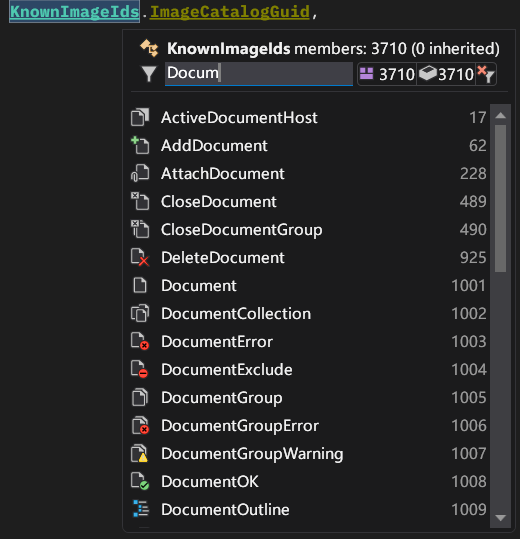 KnownImageIds.ImageCatalogGuid,
KnownImageIds members: 3710 (0 inherited)
Docum 3710 3710
ActiveDocumentHost 17
AddDocument 62
AttachDocument 228
CloseDocument 489
CloseDocumentGroup 490
DeleteDocument 925
Document 1001
DocumentCollection 1002
DocumentError 1003
DocumentExclude 1004
DocumentGroup 1005
DocumentGroupError 1006
DocumentGroupWarning 1007
DocumentOK 1008
DocumentOutline 1009